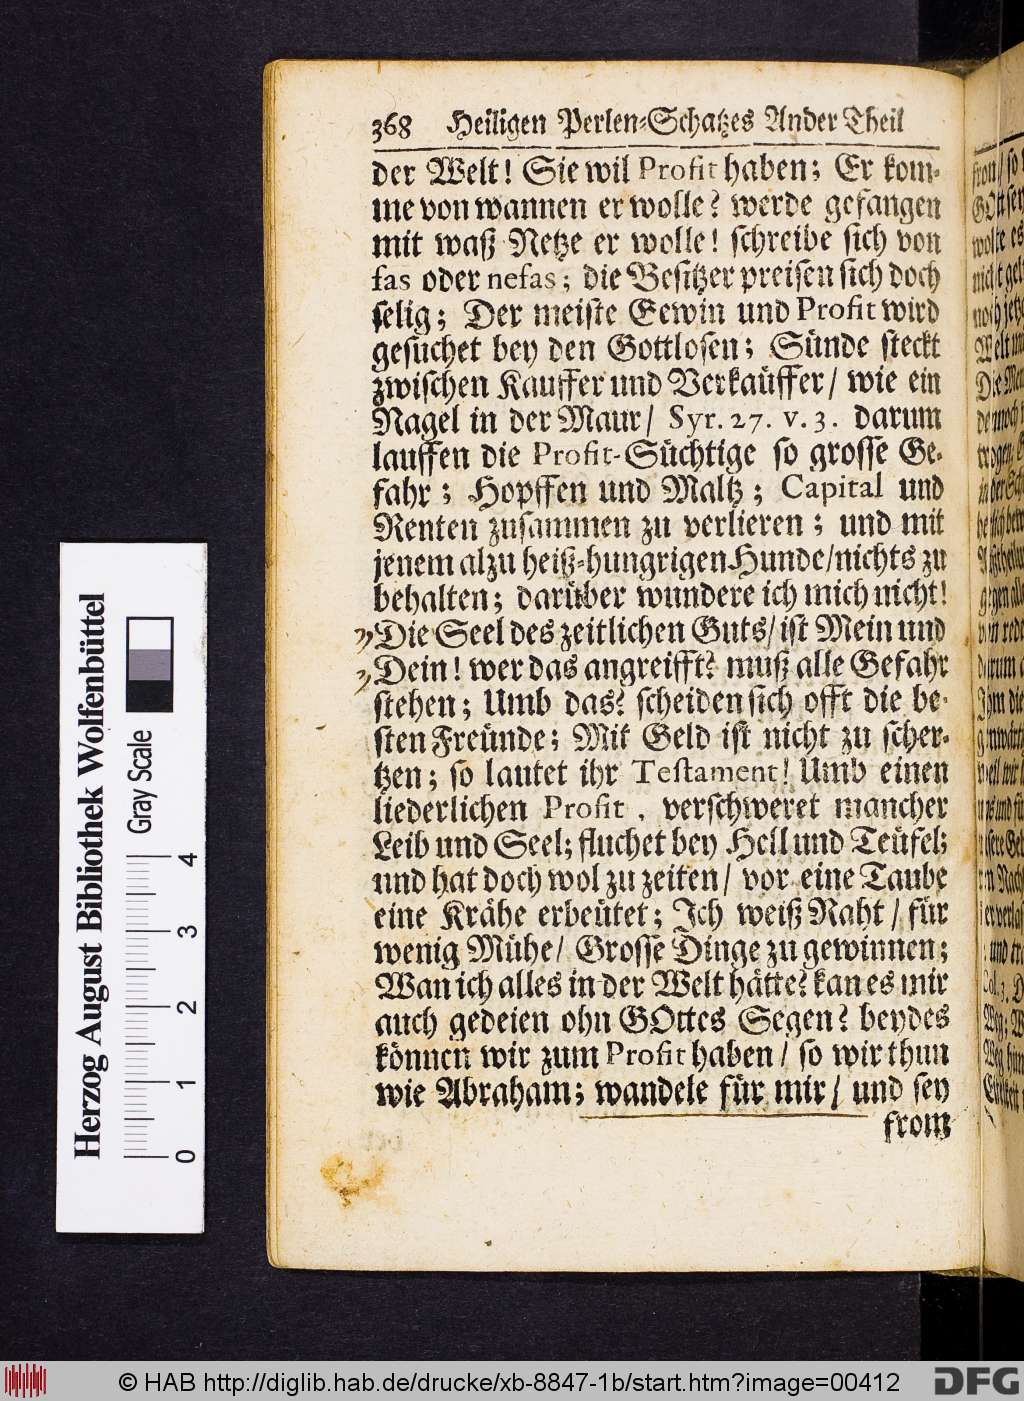 368 Heiligen Perlen-Schatzes Ander Theil
der Welt! Sie wil Profit haben; Er kom-
me von wannen er wolle? werde gefangen
mit waß Netze er wolle! schreibe sich von
fas oder nefas; die Besitzer preisen sich doch
selig; Der meiste Eewin und Profit wird
gesuchet bey den Gottlosen; Sünde steckt
zwischen Kauffer und Verkaüffer/ wie ein
Nagel in der Maur/ Syr. 27. v. 3. darum
lauffen die Profit-Süchtige so grosse Ge-
fahr; Hopffen und Maltz; Capital und
Renten zusammen zu verlieren; und mit
jenem alzu heiß-hungrigen Hunde/nichts zu
behalten; darüber wundere ich mich nicht!
Die Seel des zeitlichen Guts/ist Mein und
Dein! wer das angreifft? muß alle Gefahr
stehen; Umb das? scheiden sich offt die be-
sten Freünde; Mit Geld ist nicht zu scher-
tzen; so lautet ihr Testament! Umb einen
liederlichen Profit, verschweret mancher
Leib und Seel; fluchet bey Hell und Teüfel;
und hat doch wol zu zeiten/ vor eine Taube
eine Krähe erbeütet; Ich weiß Raht/ für
wenig Mühe/ Grosse Dinge zu gewinnen;
Wan ich alles in der Welt hätte? kan es mir
auch gedeien ohn GOttes Segen? beydes
können wir zum Profit haben/ so wir thun
wie Abraham; wandele für mir/ und sey
from
Herzog August Bibliothek Wolfenbüttel
Gray Scale
0 1 2 3 4
© HAB http://diglib.hab.de/drucke/xb-8847-1b/start.htm?image=00412
DFG